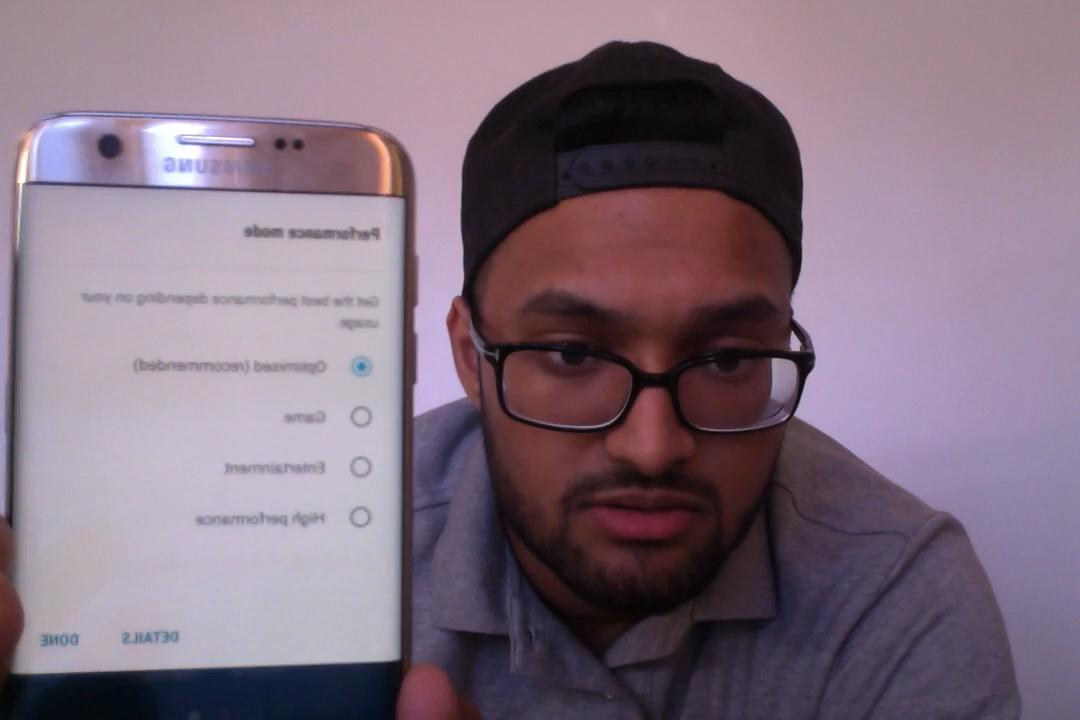 SAMSUNG
Performance mode
Get the best performance depending on your
usage
Optimised (recommended)
Game
Entertainment
High performance
DETAILS DONE